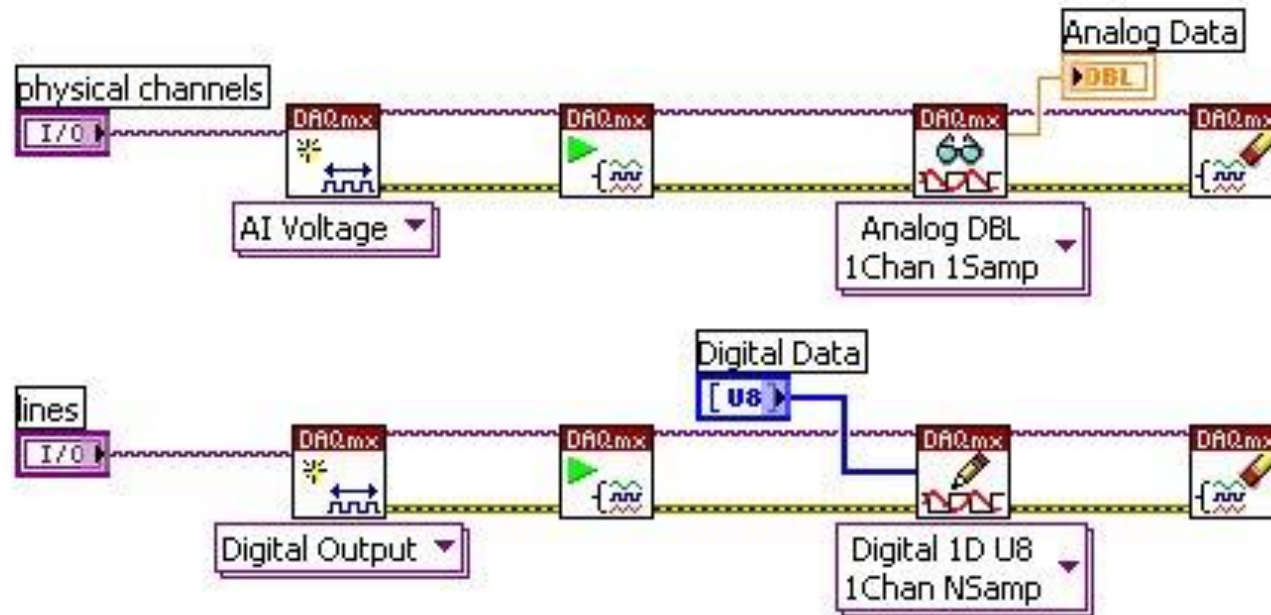 Analog Data
DBL
physical channels
I/O
DAQmx
DAQmx
DAQmx
DAQmx
AI Voltage
Analog DBL
1Chan 1Samp
Digital Data
[U8]
lines
I/O
DAQmx
DAQmx
DAQmx
DAQmx
Digital Output
Digital 1D U8
1Chan NSamp